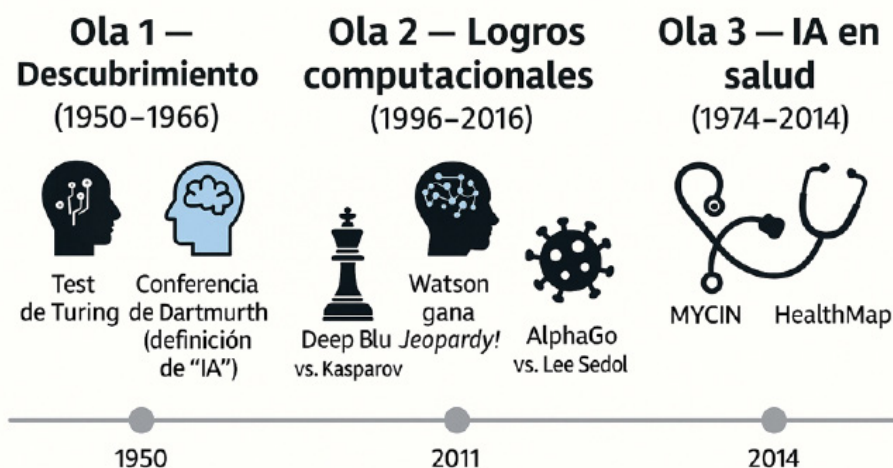 Ola 1 —
Descubrimiento
(1950–1966)
Test
de Turing
Conferencia
de Dartmurth
(definición
de “IA”)
Ola 2 — Logros
computacionales
(1996–2016)
Deep Blu
vs. Kasparov
Watson
gana
Jeopardy!
AlphaGo
vs. Lee Sedol
Ola 3 — IA en
salud
(1974–2014)
MYCIN
HealthMap
1950
2011
2014